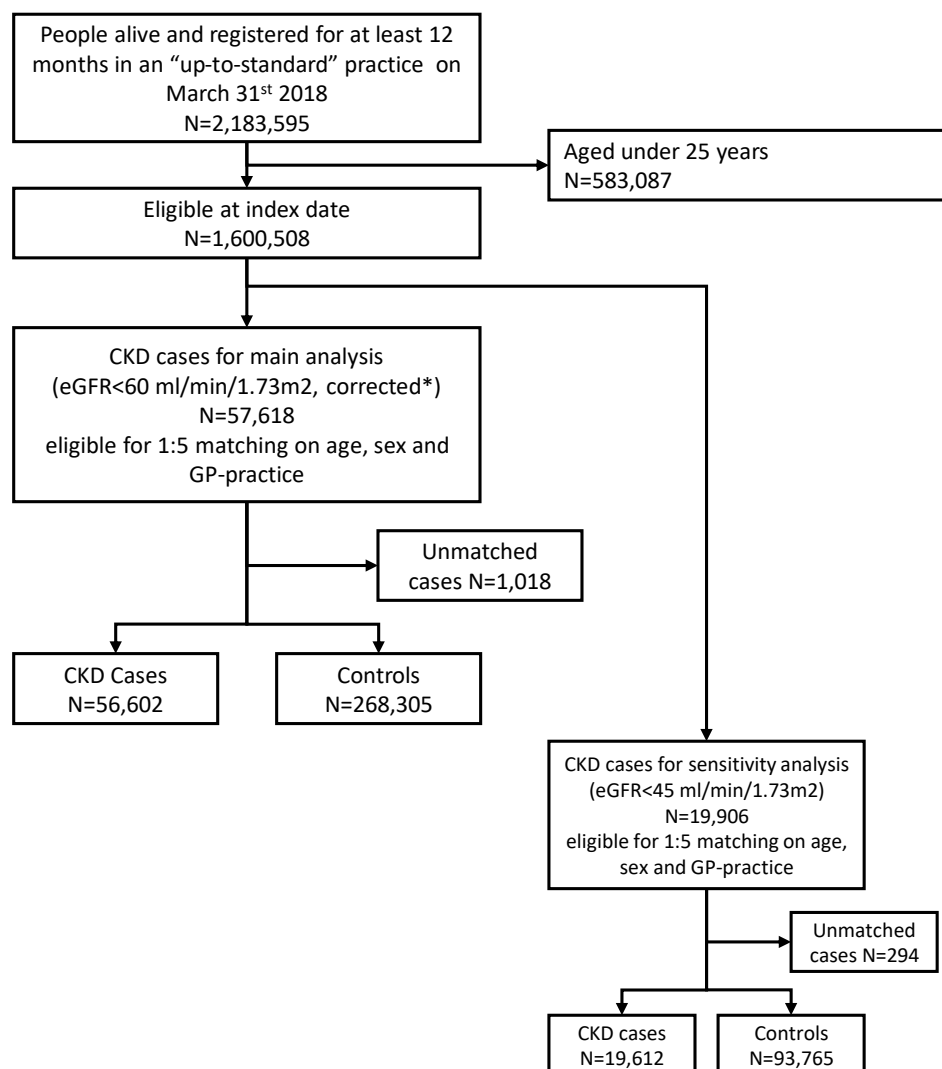 People alive and registered for at least 12
months in an “up-to-standard” practice on
March 31st 2018
N=2,183,595
Aged under 25 years
N=583,087
Eligible at index date
N=1,600,508
CKD cases for main analysis
(eGFR<60 ml/min/1.73m2, corrected*)
N=57,618
eligible for 1:5 matching on age, sex and
GP-practice
Unmatched
cases N=1,018
CKD Cases
N=56,602
Controls
N=268,305
CKD cases for sensitivity analysis
(eGFR<45 ml/min/1.73m2)
N=19,906
eligible for 1:5 matching on age,
sex and GP-practice
Unmatched
cases N=294
CKD cases
N=19,612
Controls
N=93,765